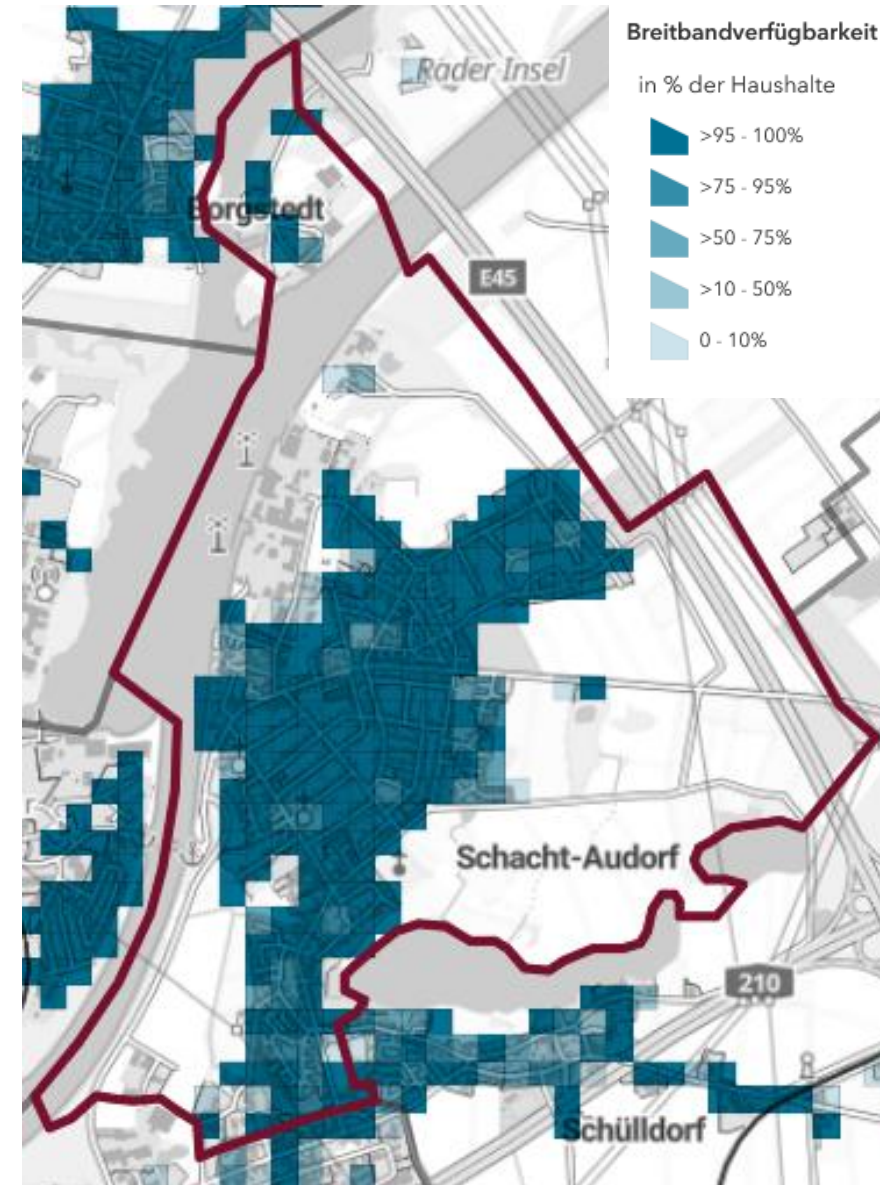 Breitbandverfügbarkeit
in % der Haushalte
>95 - 100%
>75 - 95%
>50 - 75%
>10 - 50%
0 - 10%
Rader Insel
Borgstedt
E45
Schacht-Audorf
210
Schülldorf